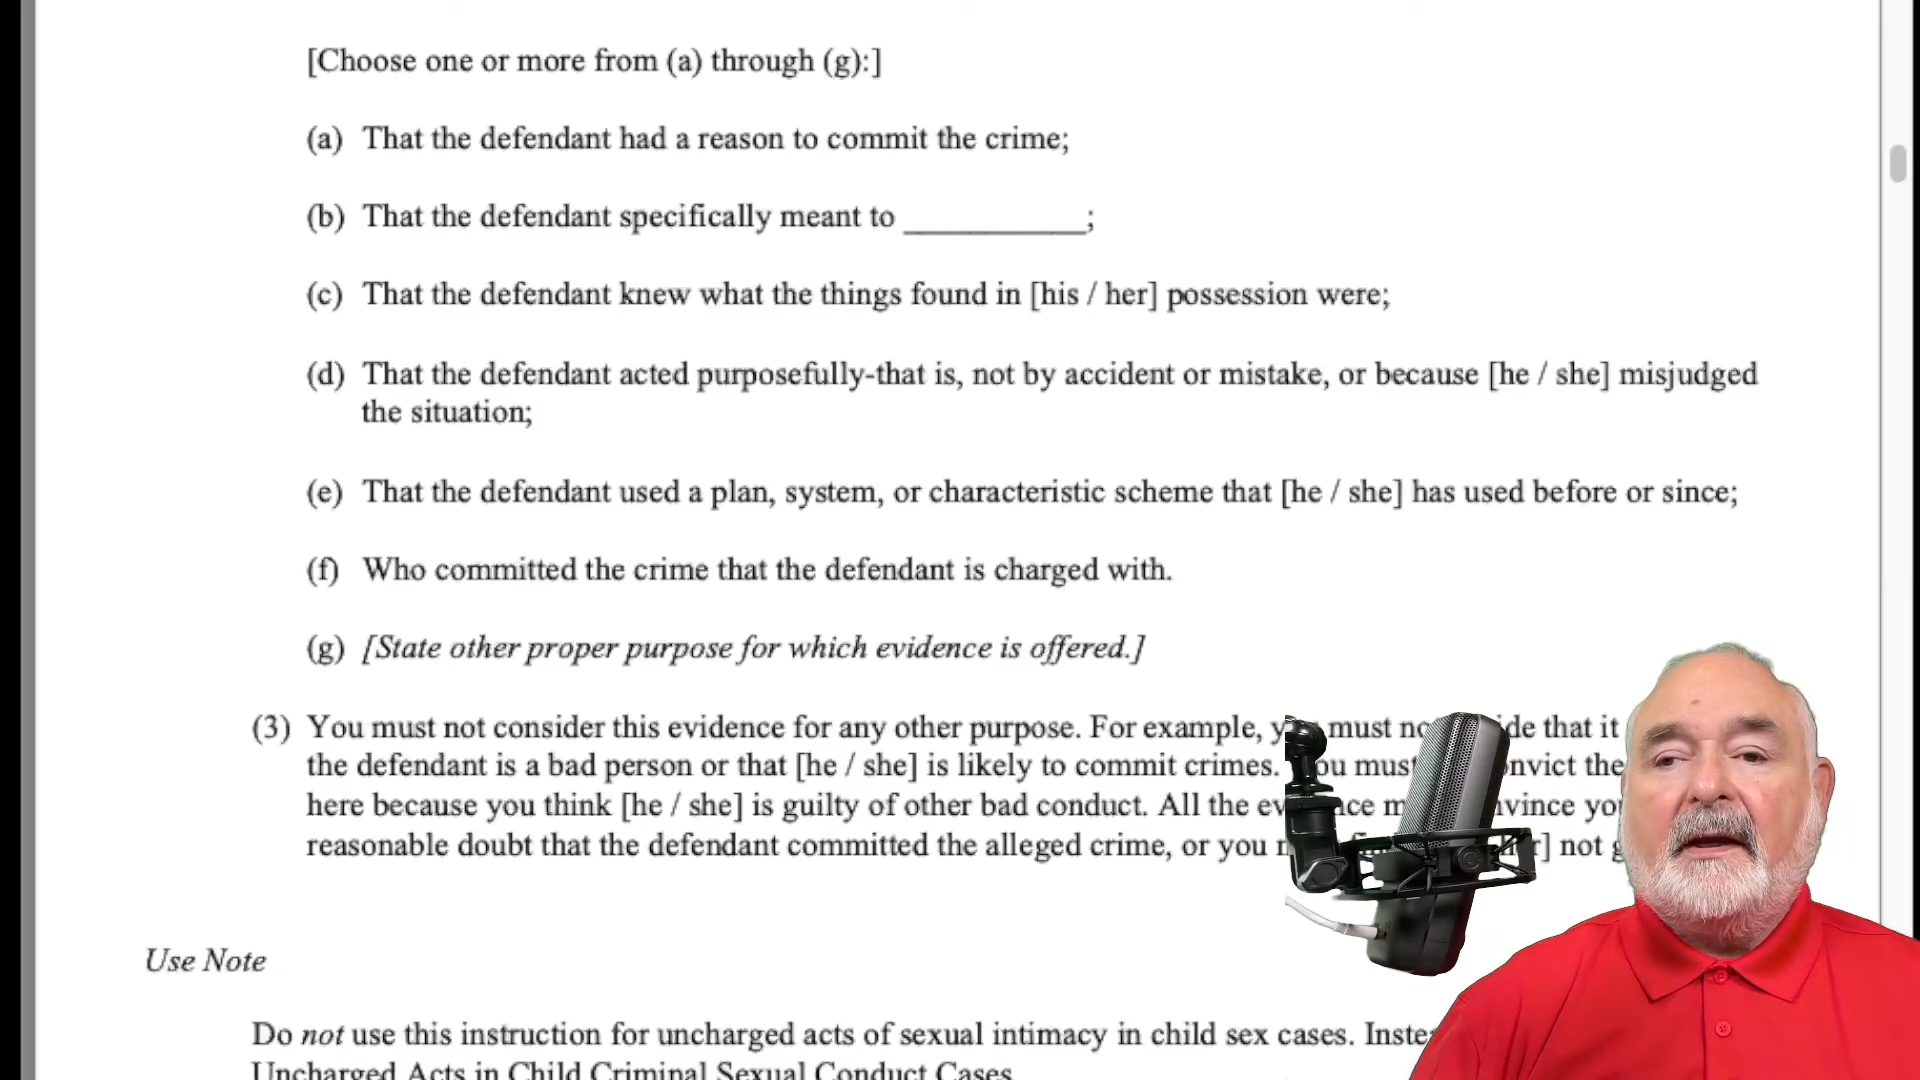 [Choose one or more from (a) through (g):]
(a) That the defendant had a reason to commit the crime;
(b) That the defendant specifically meant to ____________;
(c) That the defendant knew what the things found in [his / her] possession were;
(d) That the defendant acted purposefully-that is, not by accident or mistake, or because [he / she] misjudged
the situation;
(e) That the defendant used a plan, system, or characteristic scheme that [he / she] has used before or since;
(f) Who committed the crime that the defendant is charged with.
(g) [State other proper purpose for which evidence is offered.]
(3) You must not consider this evidence for any other purpose. For example, must that it
the defendant is a bad person or that [he / she] is likely to commit crimes. the
here because you think [he / she] is guilty of other bad conduct. All the
reasonable doubt that the defendant committed the alleged crime, or you not
Use Note
Do not use this instruction for uncharged acts of sexual intimacy in child sex cases.
Uncharged Acts in Child Criminal Sexual Conduct Cases